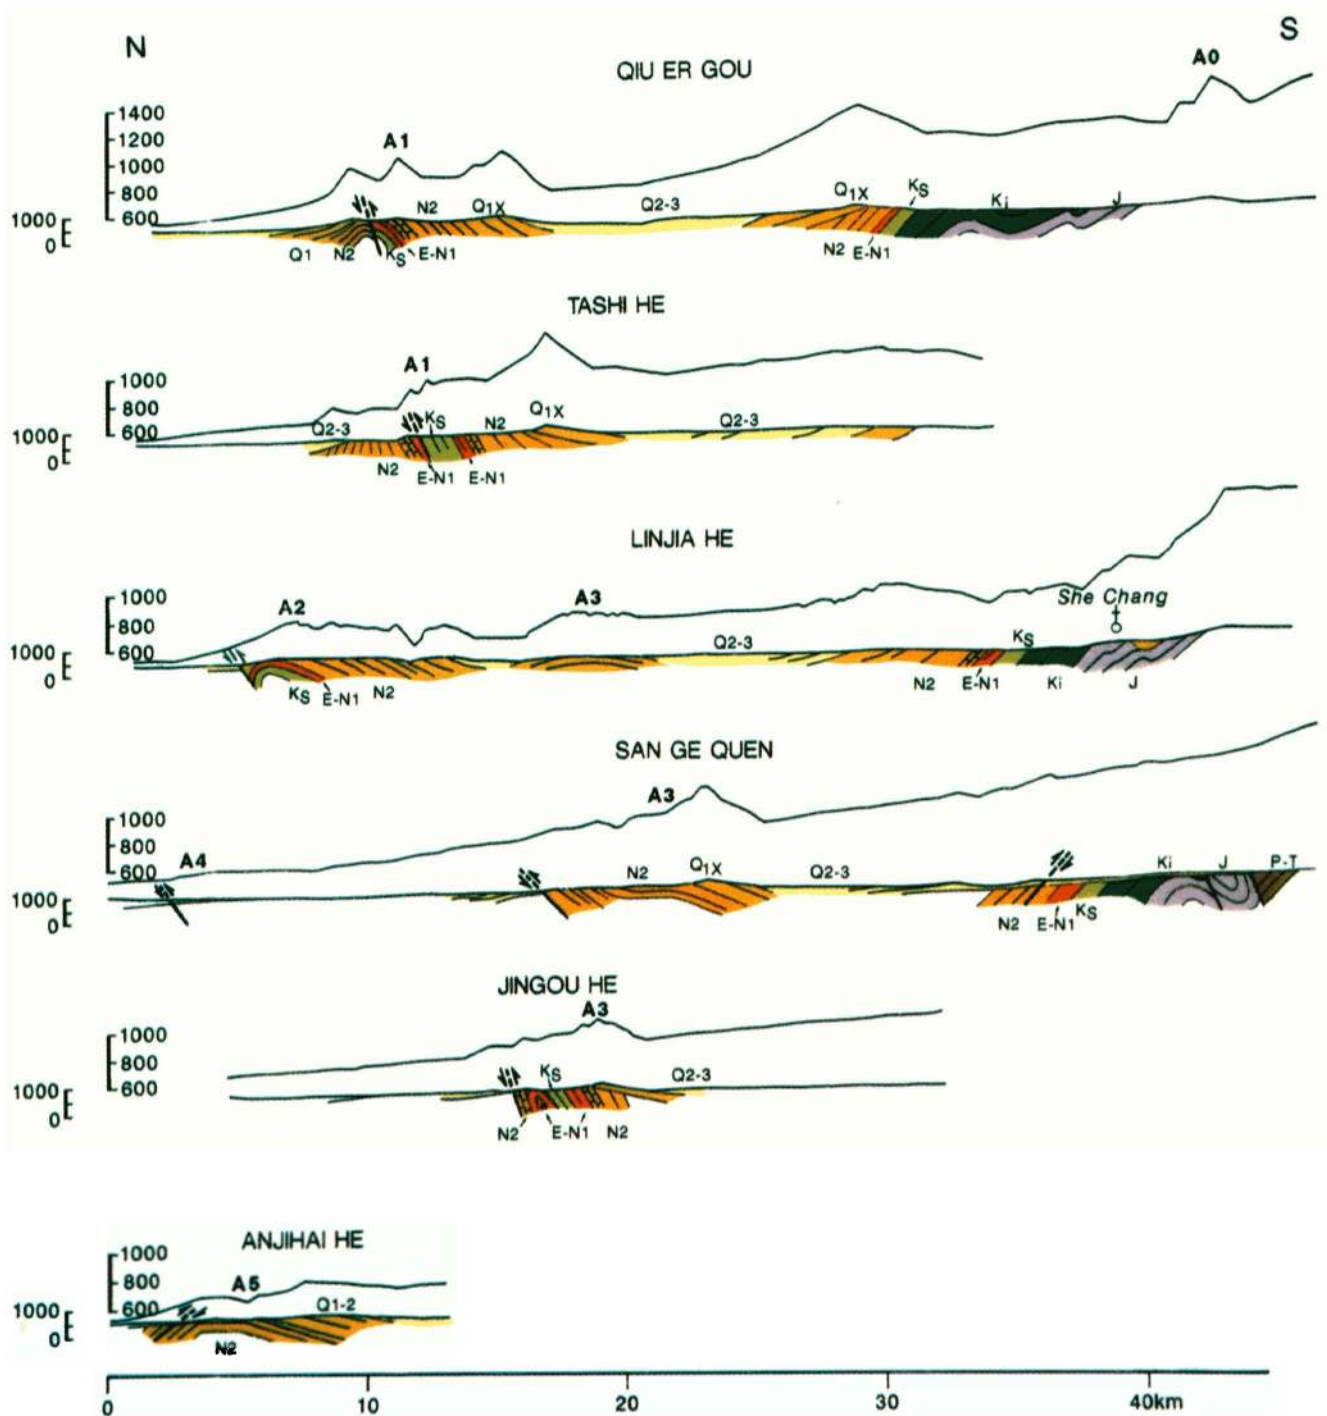 N
S
QIU ER GOU
A0
1400
1200
A1
1000
800
600
1000
0
N2
Q1X
Q2-3
Q1X
KS
Ki
J
Q1
N2
KS
E-N1
N2
E-N1
TASHI HE
A1
1000
800
600
1000
0
Q2-3
KS
N2
Q1X
Q2-3
N2
E-N1
E-N1
LINJIA HE
1000
800
600
1000
0
A2
A3
She Chang
Q2-3
KS
KS
E-N1
N2
N2
E-N1
Ki
J
SAN GE QUEN
A3
1000
800
600
1000
0
A4
N2
Q1X
Q2-3
Ki
J
P-T
N2
E-N1
KS
JINGOU HE
A3
1000
800
600
1000
0
KS
Q2-3
N2
E-N1
N2
ANJIHAI HE
1000
800
600
1000
0
A5
Q1-2
N2
0
10
20
30
40km